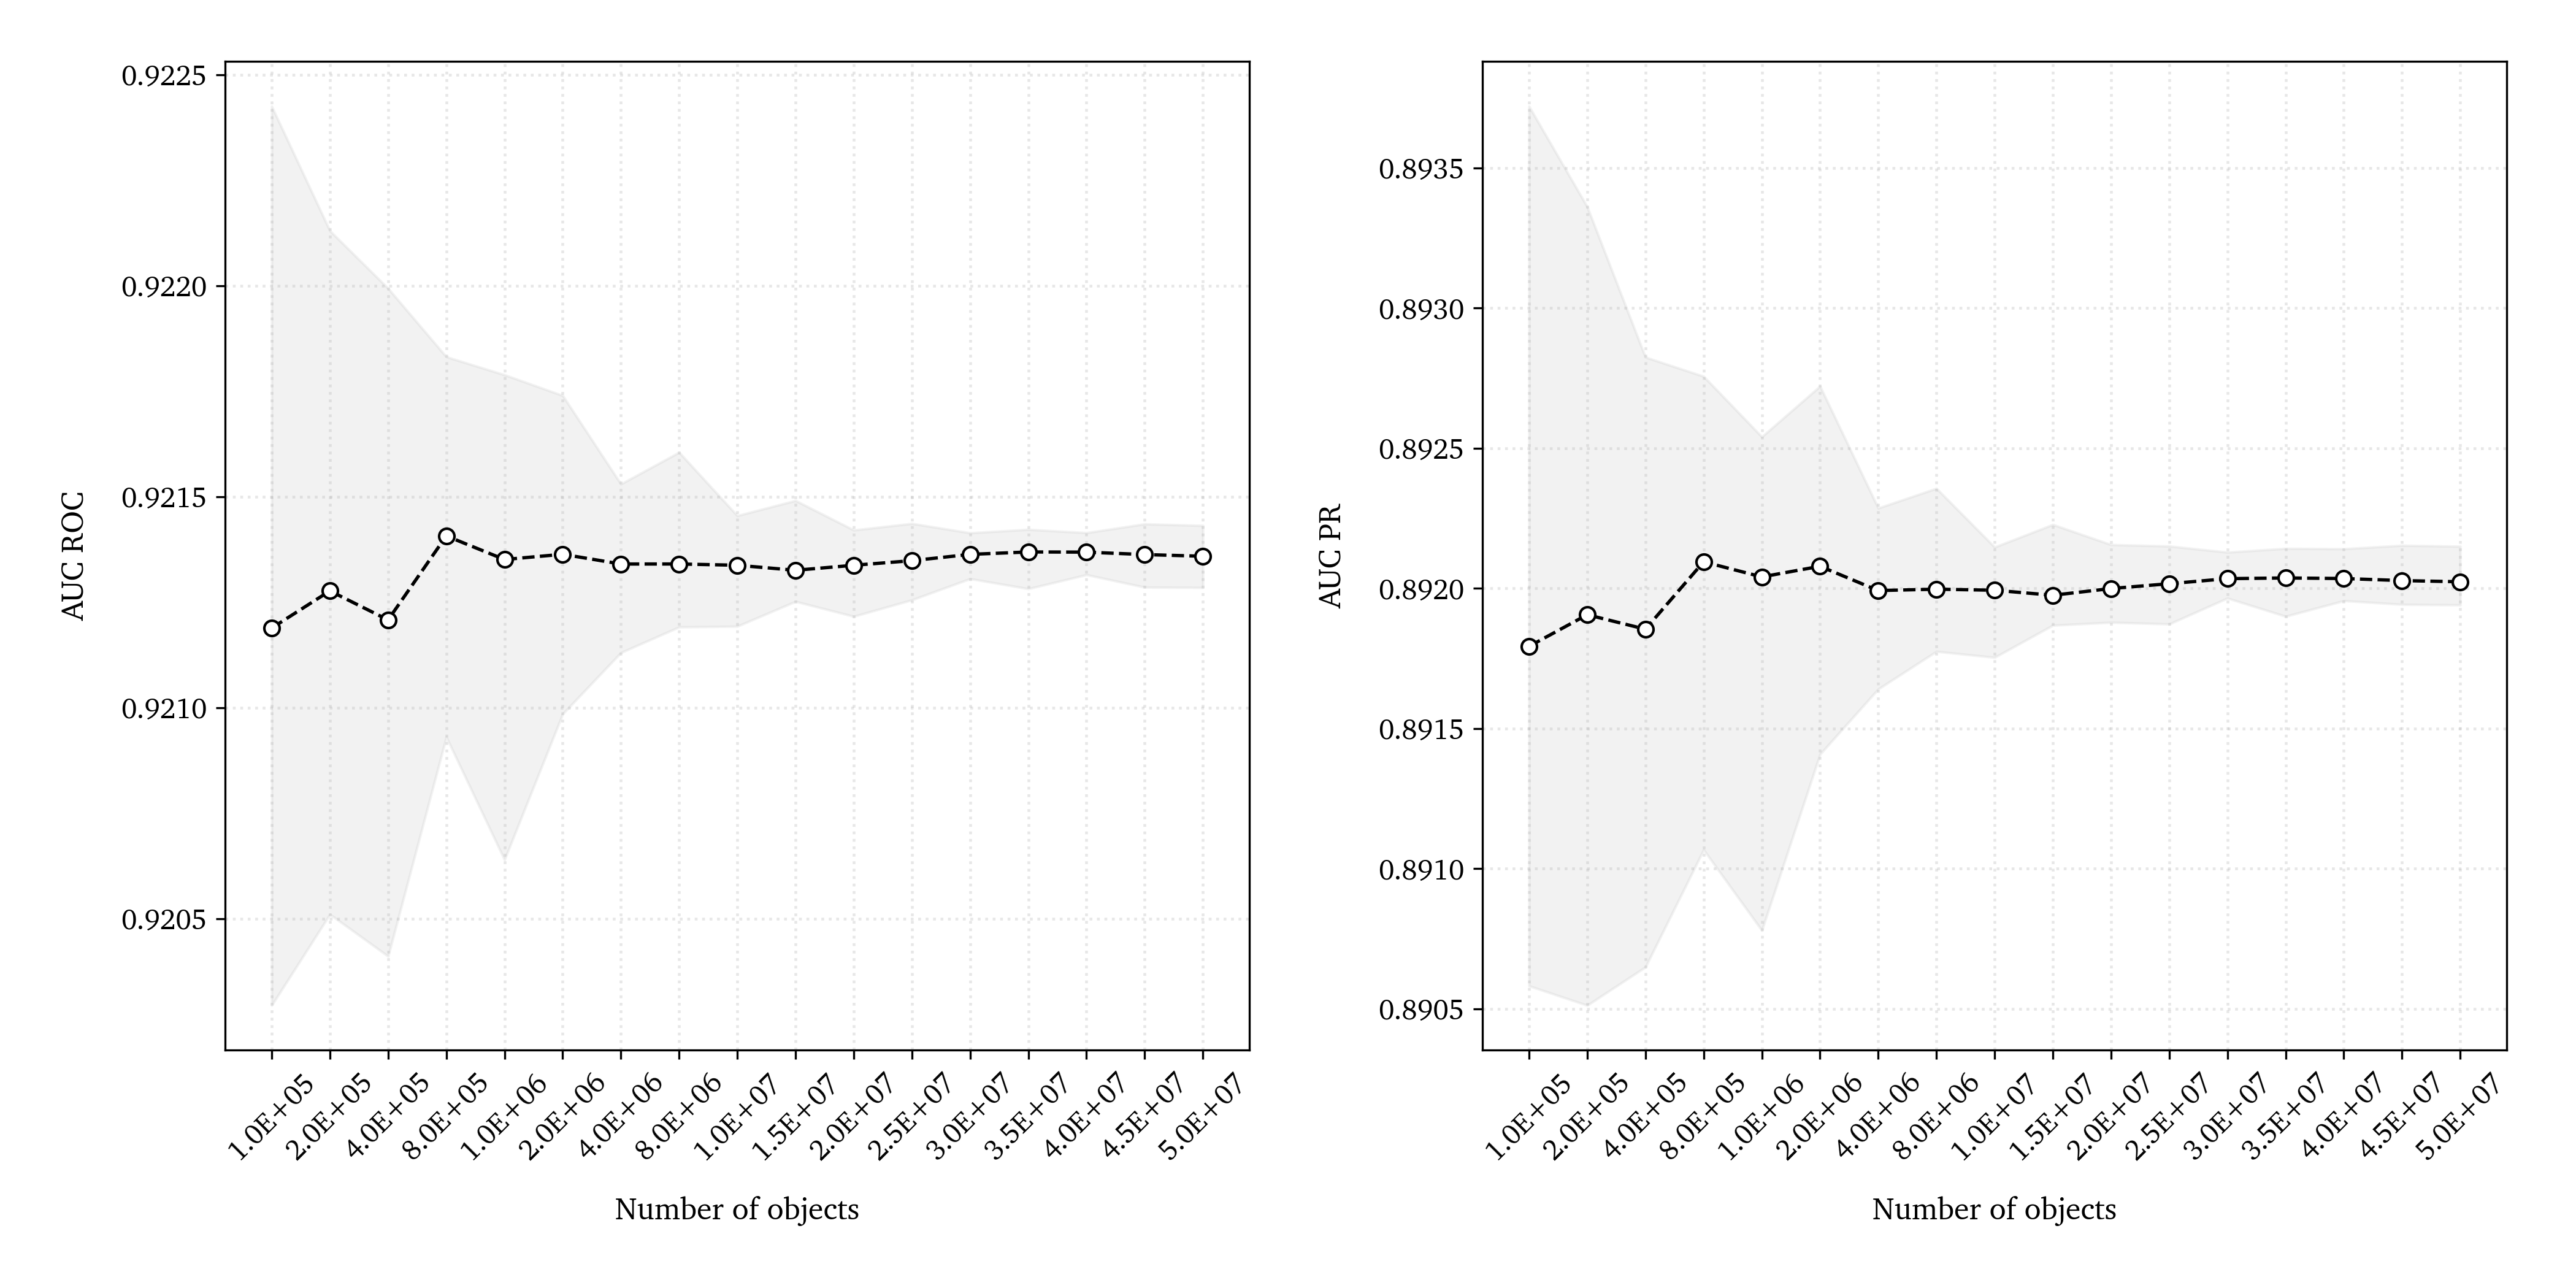 0.9225
0.9220
0.9215
0.9210
0.9205
AUC ROC
1.0E+05
2.0E+05
4.0E+05
8.0E+05
1.0E+06
2.0E+06
4.0E+06
8.0E+06
1.0E+07
1.5E+07
2.0E+07
2.5E+07
3.0E+07
3.5E+07
4.0E+07
4.5E+07
5.0E+07
Number of objects
0.8935
0.8930
0.8925
0.8920
0.8915
0.8910
0.8905
AUC PR
1.0E+05
2.0E+05
4.0E+05
8.0E+05
1.0E+06
2.0E+06
4.0E+06
8.0E+06
1.0E+07
1.5E+07
2.0E+07
2.5E+07
3.0E+07
3.5E+07
4.0E+07
4.5E+07
5.0E+07
Number of objects